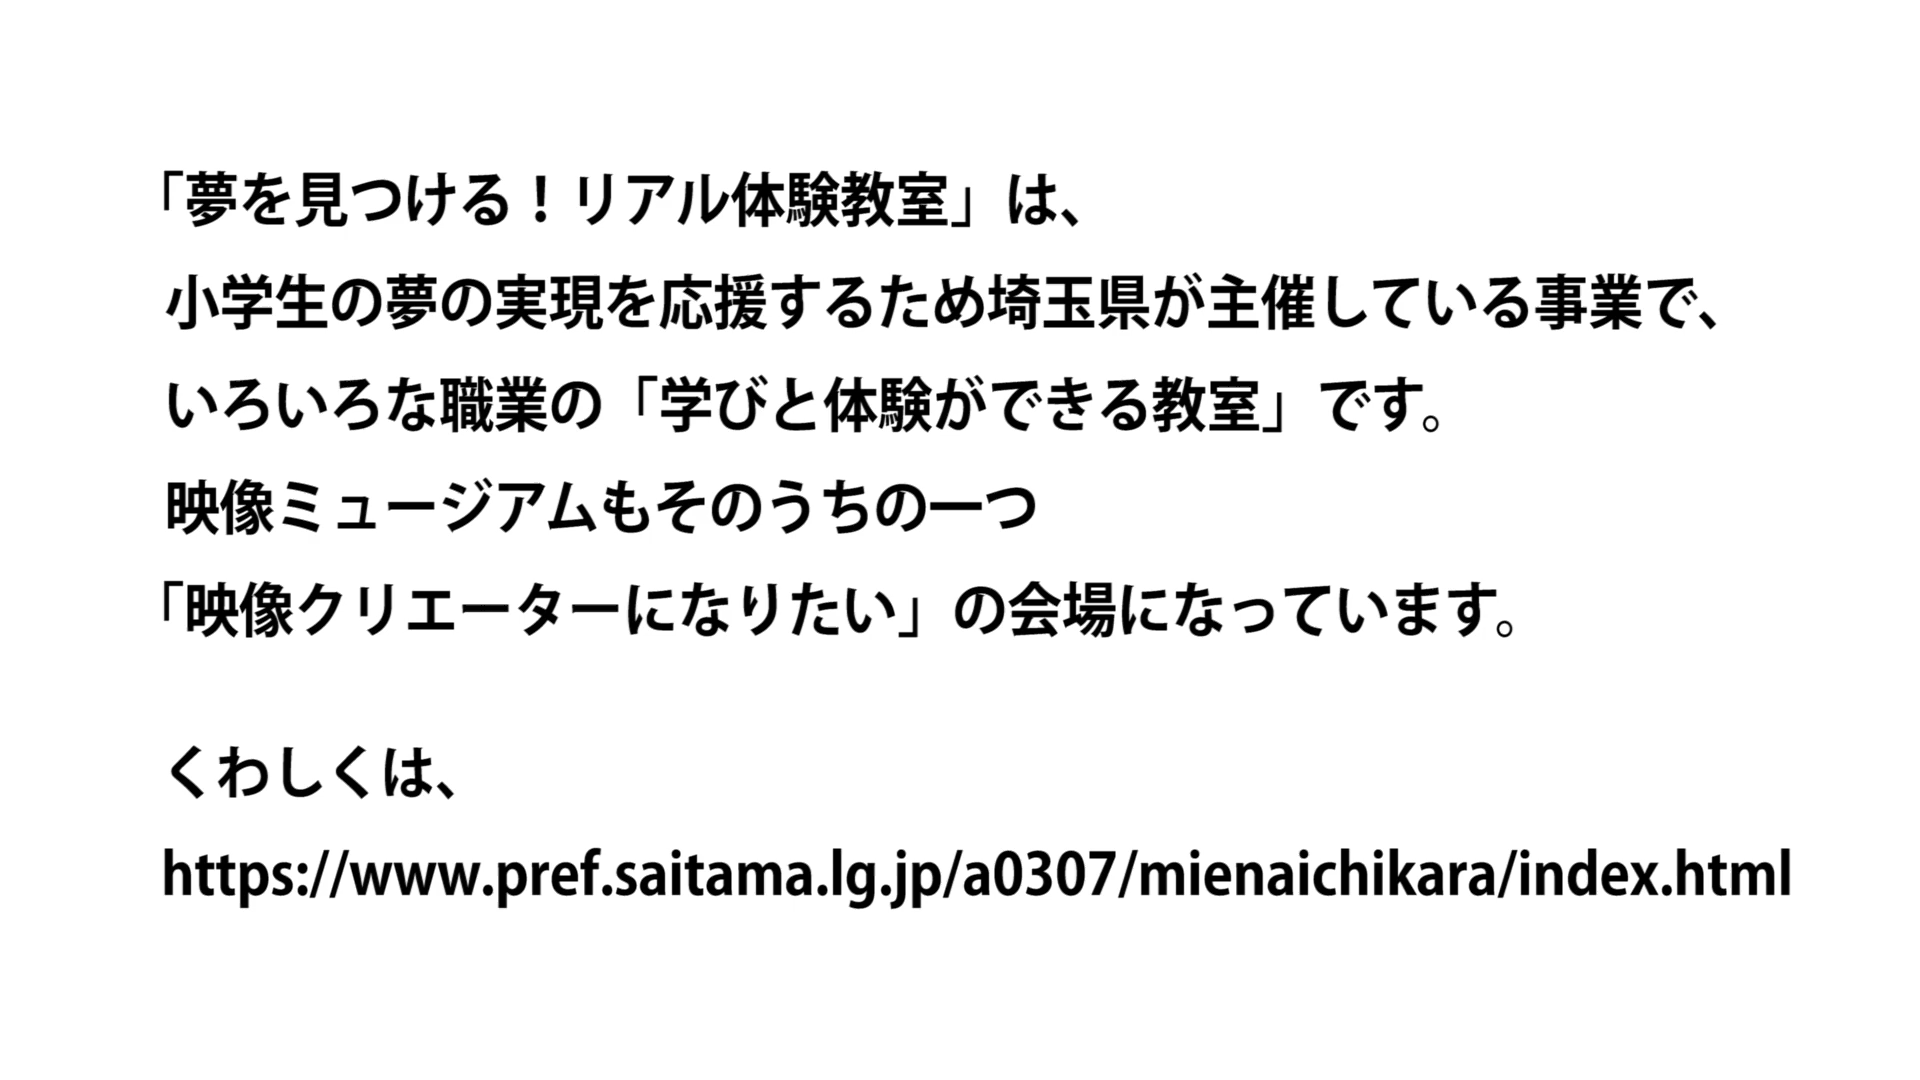 「夢を見つける！リアル体験教室」は、
小学生の夢の実現を応援するため埼玉県が主催している事業で、
いろいろな職業の「学びと体験ができる教室」です。
映像ミュージアムもそのうちの一つ
「映像クリエーターになりたい」の会場になっています。
くわしくは、
https://www.pref.saitama.lg.jp/a0307/mienaichikara/index.html